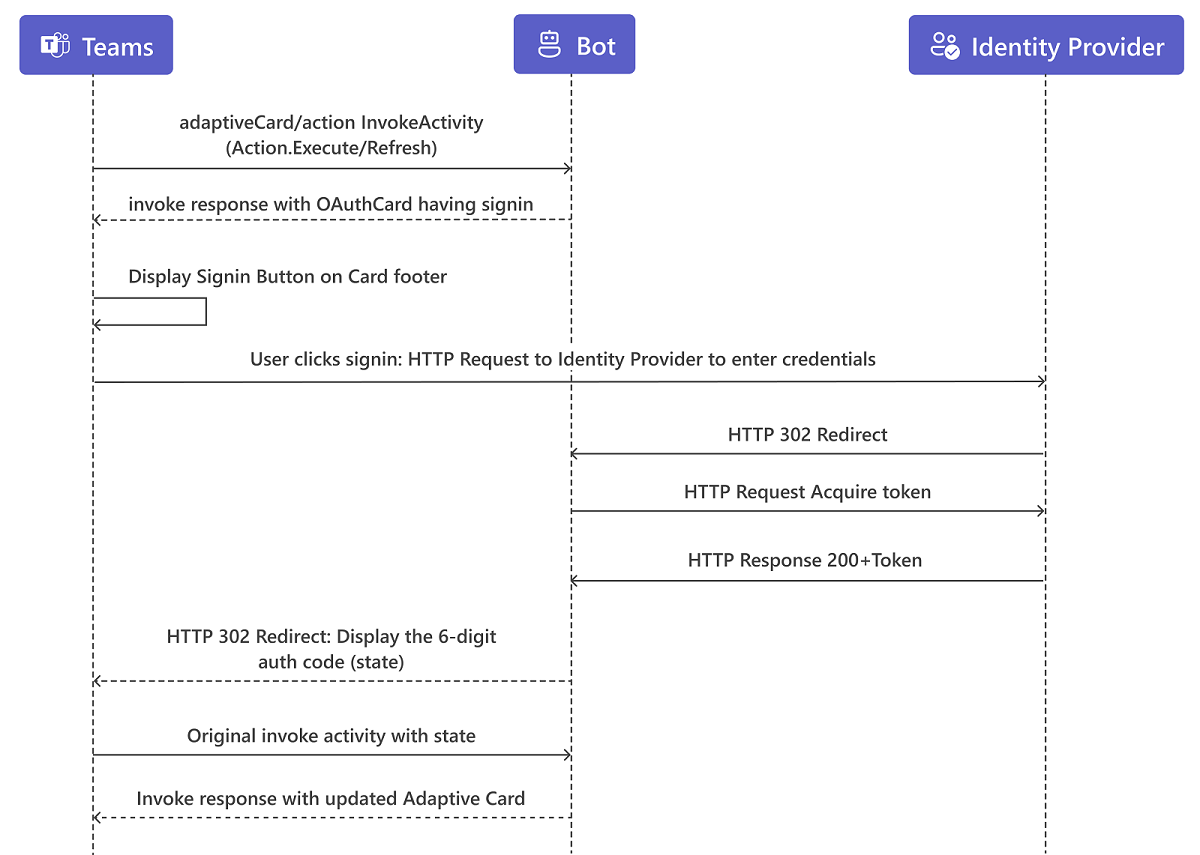 Teams
Bot
Identity Provider
adaptiveCard/action InvokeActivity
(Action.Execute/Refresh)
invoke response with OAuthCard having signin
Display Signin Button on Card footer
User clicks signin: HTTP Request to Identity Provider to enter credentials
HTTP 302 Redirect
HTTP Request Acquire token
HTTP Response 200+Token
HTTP 302 Redirect: Display the 6-digit
auth code (state)
Original invoke activity with state
Invoke response with updated Adaptive Card